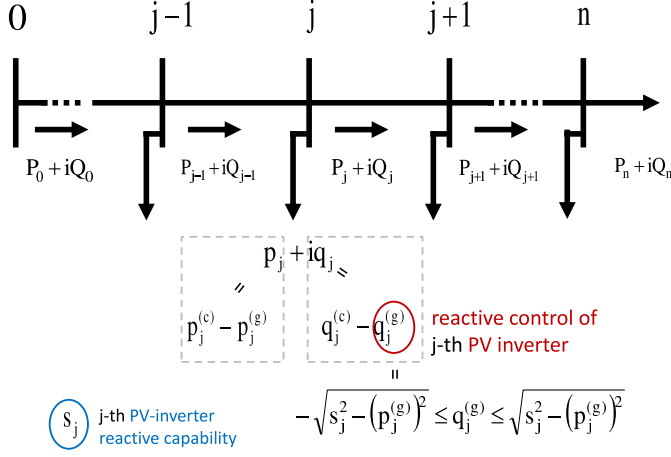 0 j−1 j j+1 n
P₀ + iQ₀ Pⱼ₋₁ + iQⱼ₋₁ Pⱼ + iQⱼ Pⱼ₊₁ + iQⱼ₊₁ Pₙ + iQₙ
pⱼ + iqⱼ
= =
pⱼ^(c) − pⱼ^(g) qⱼ^(c) − qⱼ^(g) reactive control of
j-th PV inverter
=
−√(sⱼ² − (pⱼ^(g))²) ≤ qⱼ^(g) ≤ √(sⱼ² − (pⱼ^(g))²)
sⱼ j-th PV-inverter
reactive capability